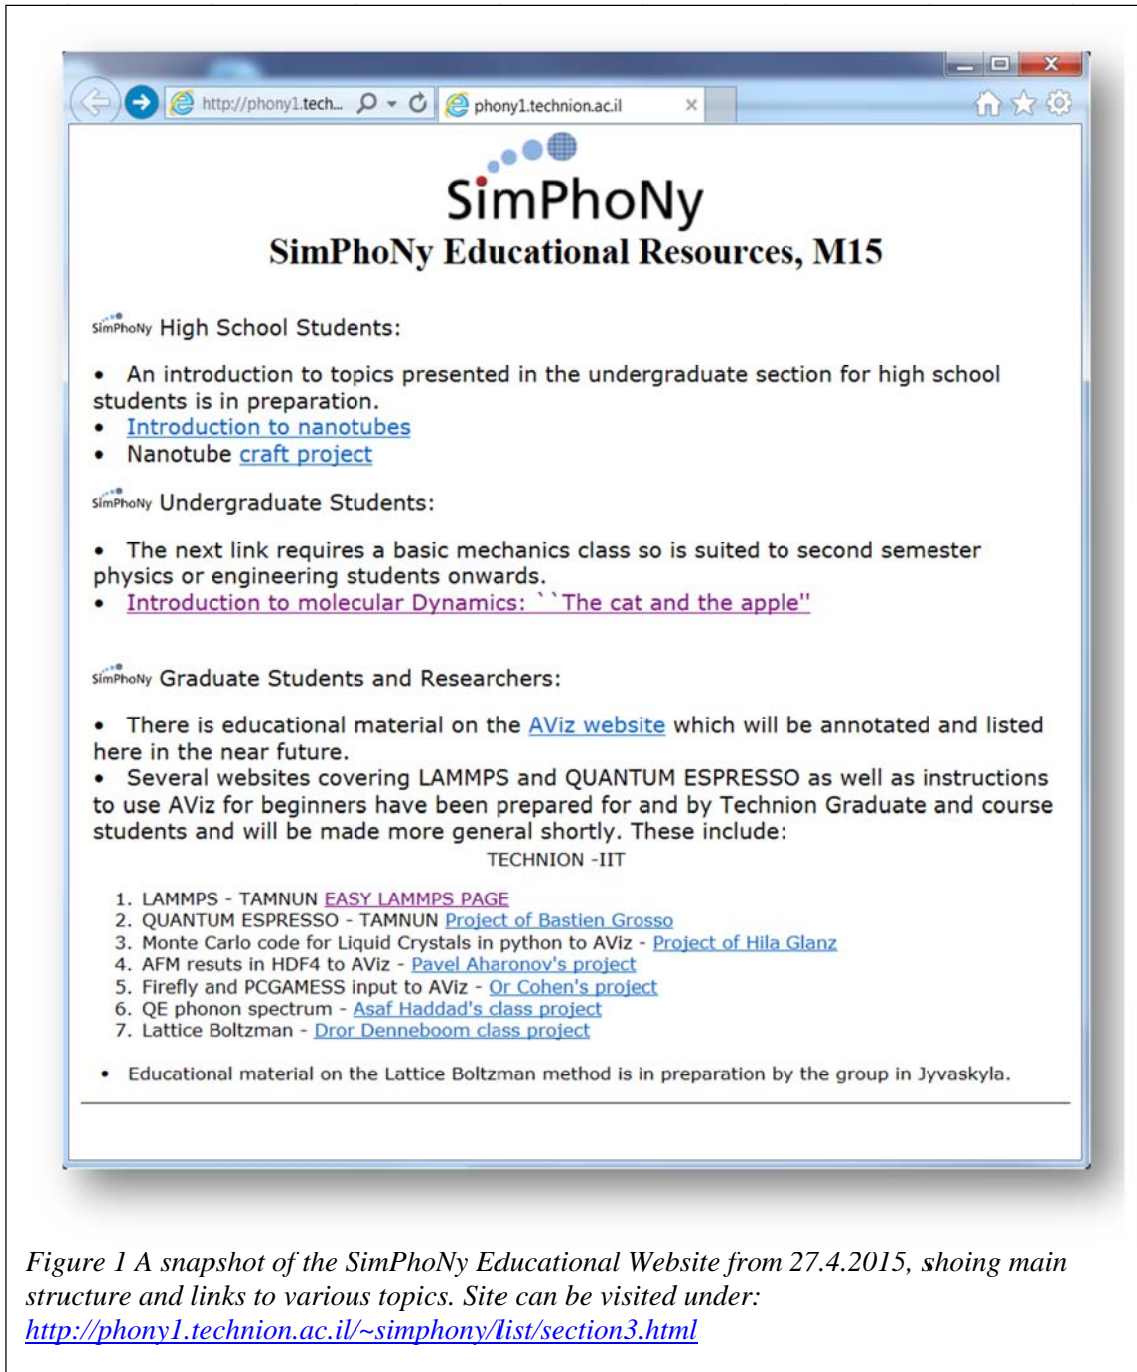 http://phony1.tech...
phony1.technion.ac.il
SimPhoNy
SimPhoNy Educational Resources, M15
SimPhoNy High School Students:
• An introduction to topics presented in the undergraduate section for high school
students is in preparation.
• Introduction to nanotubes
• Nanotube craft project
SimPhoNy Undergraduate Students:
• The next link requires a basic mechanics class so is suited to second semester
physics or engineering students onwards.
• Introduction to molecular Dynamics: ``The cat and the apple''
SimPhoNy Graduate Students and Researchers:
• There is educational material on the AViz website which will be annotated and listed
here in the near future.
• Several websites covering LAMMPS and QUANTUM ESPRESSO as well as instructions
to use AViz for beginners have been prepared for and by Technion Graduate and course
students and will be made more general shortly. These include:
TECHNION -IIT
1. LAMMPS - TAMNUN EASY LAMMPS PAGE
2. QUANTUM ESPRESSO - TAMNUN Project of Bastien Grosso
3. Monte Carlo code for Liquid Crystals in python to AViz - Project of Hila Glanz
4. AFM resuts in HDF4 to AViz - Pavel Aharonov's project
5. Firefly and PCGAMESS input to AViz - Or Cohen's project
6. QE phonon spectrum - Asaf Haddad's class project
7. Lattice Boltzman - Dror Denneboom class project
• Educational material on the Lattice Boltzman method is in preparation by the group in Jyvaskyla.
Figure 1 A snapshot of the SimPhoNy Educational Website from 27.4.2015, shoing main
structure and links to various topics. Site can be visited under:
http://phony1.technion.ac.il/~simphony/list/section3.html